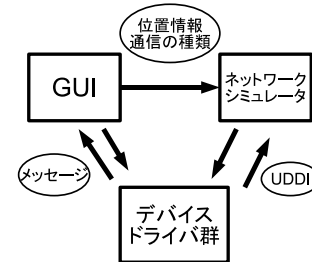 位置情報
通信の種類
GUI
ネットワーク
シミュレータ
メッセージ
UDDI
デバイス
ドライバ群